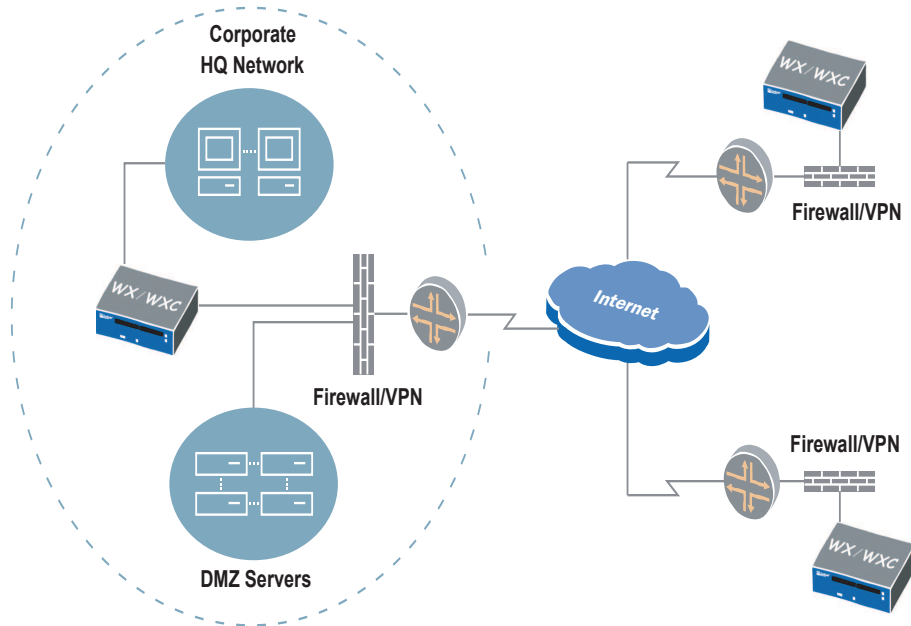 Corporate
HQ Network
WX/WXC
Firewall/VPN
WX/WXC
Internet
Firewall/VPN
DMZ Servers
Firewall/VPN
WX/WXC